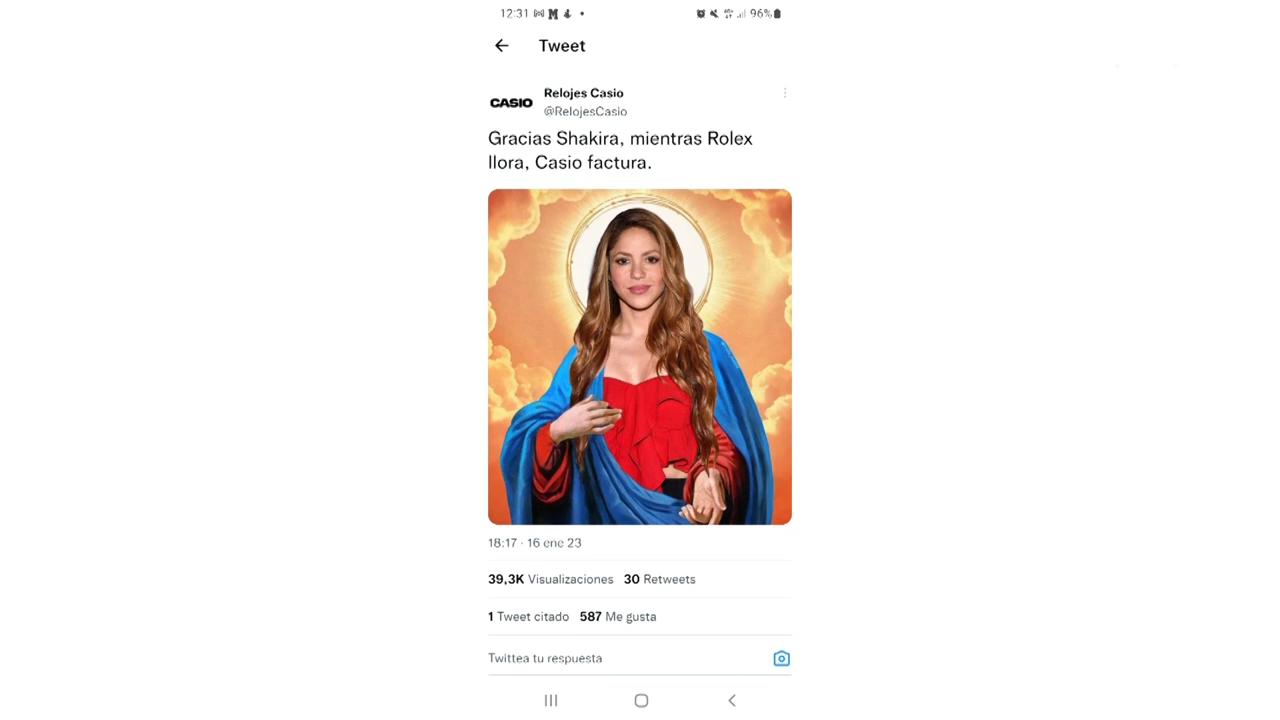 12:31
96%
Tweet
CASIO
Relojes Casio
@RelojesCasio
Gracias Shakira, mientras Rolex
llora, Casio factura.
18:17 · 16 ene 23
39,3K Visualizaciones 30 Retweets
1 Tweet citado 587 Me gusta
Twittea tu respuesta